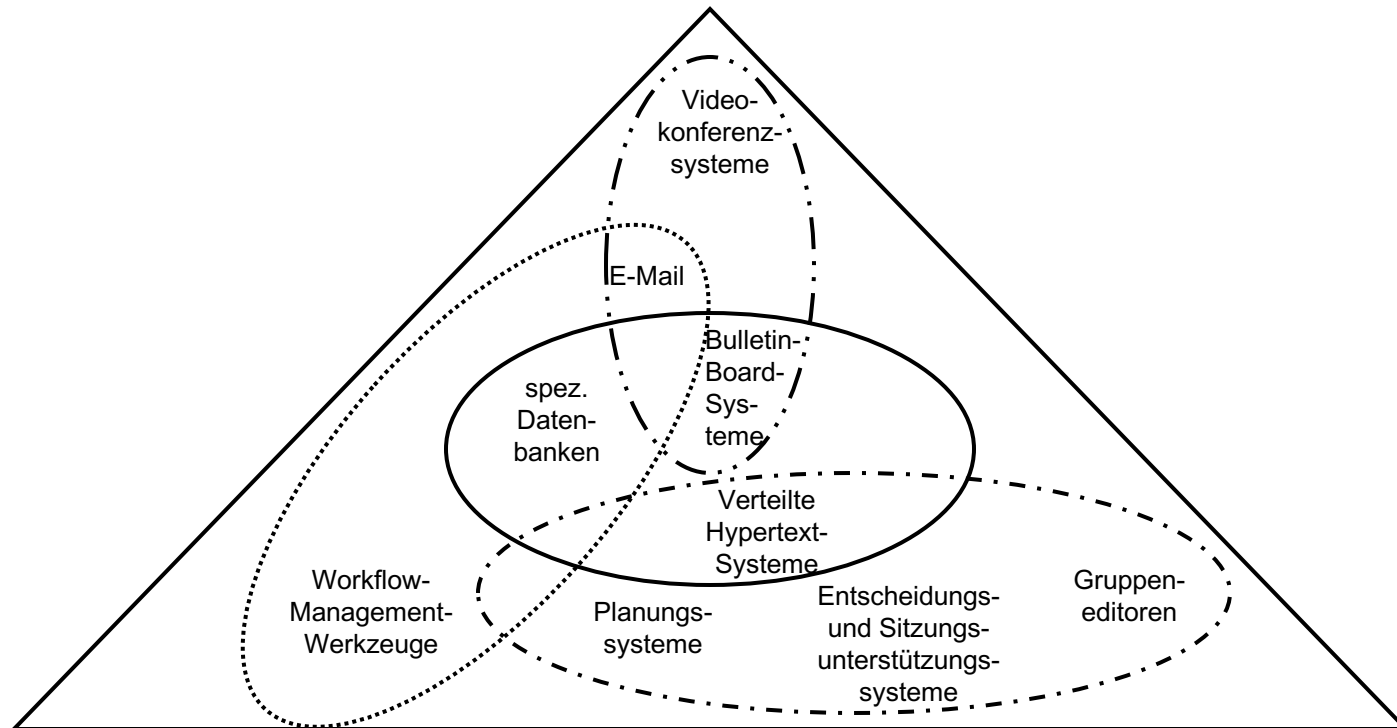 Video-
konferenz-
systeme
E-Mail
Bulletin-
Board-
Sys-
teme
spez.
Daten-
banken
Verteilte
Hypertext-
Systeme
Workflow-
Management-
Werkzeuge
Planungs-
systeme
Entscheidungs-
und Sitzungs-
unterstützungs-
systeme
Gruppen-
editoren